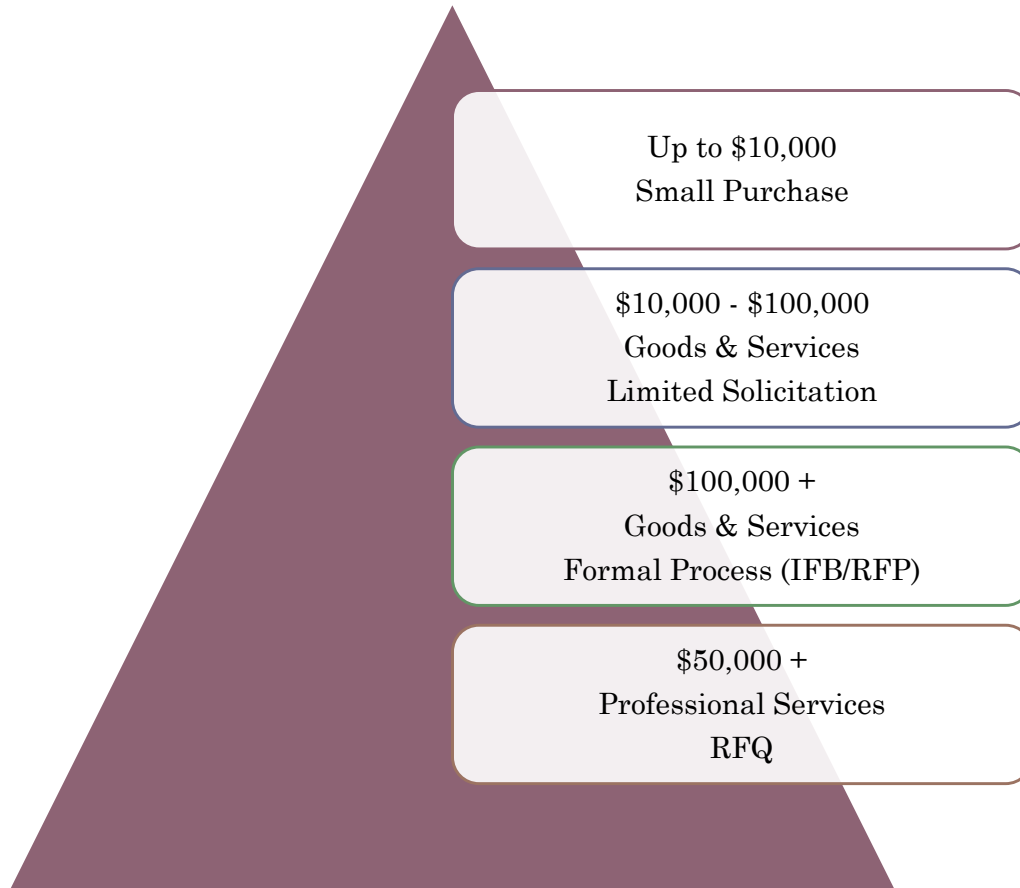 Up to $10,000
Small Purchase
$10,000 - $100,000
Goods & Services
Limited Solicitation
$100,000 +
Goods & Services
Formal Process (IFB/RFP)
$50,000 +
Professional Services
RFQ